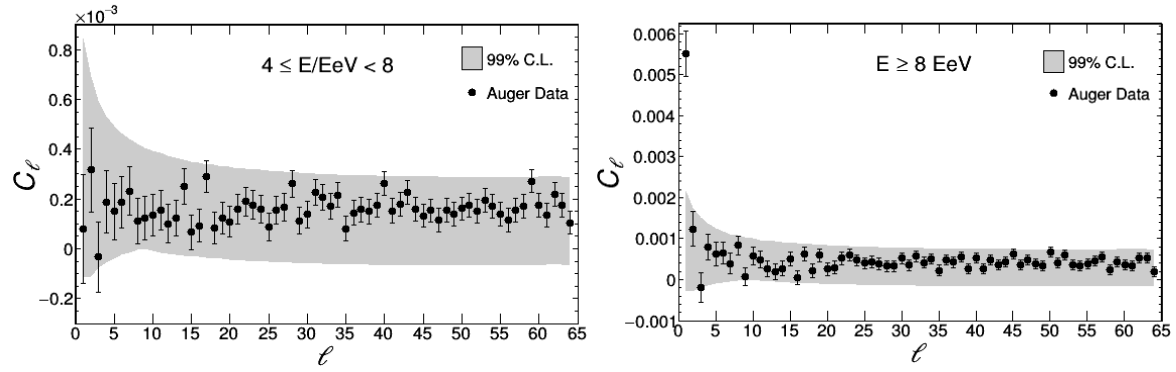 ×10⁻³
0.8
0.6
0.4
0.2
0
−0.2
C_ℓ
4 ≤ E/EeV < 8
99% C.L.
Auger Data
0 5 10 15 20 25 30 35 40 45 50 55 60 65
ℓ
0.006
0.005
0.004
0.003
0.002
0.001
0
−0.001
C_ℓ
E ≥ 8 EeV
99% C.L.
Auger Data
0 5 10 15 20 25 30 35 40 45 50 55 60 65
ℓ